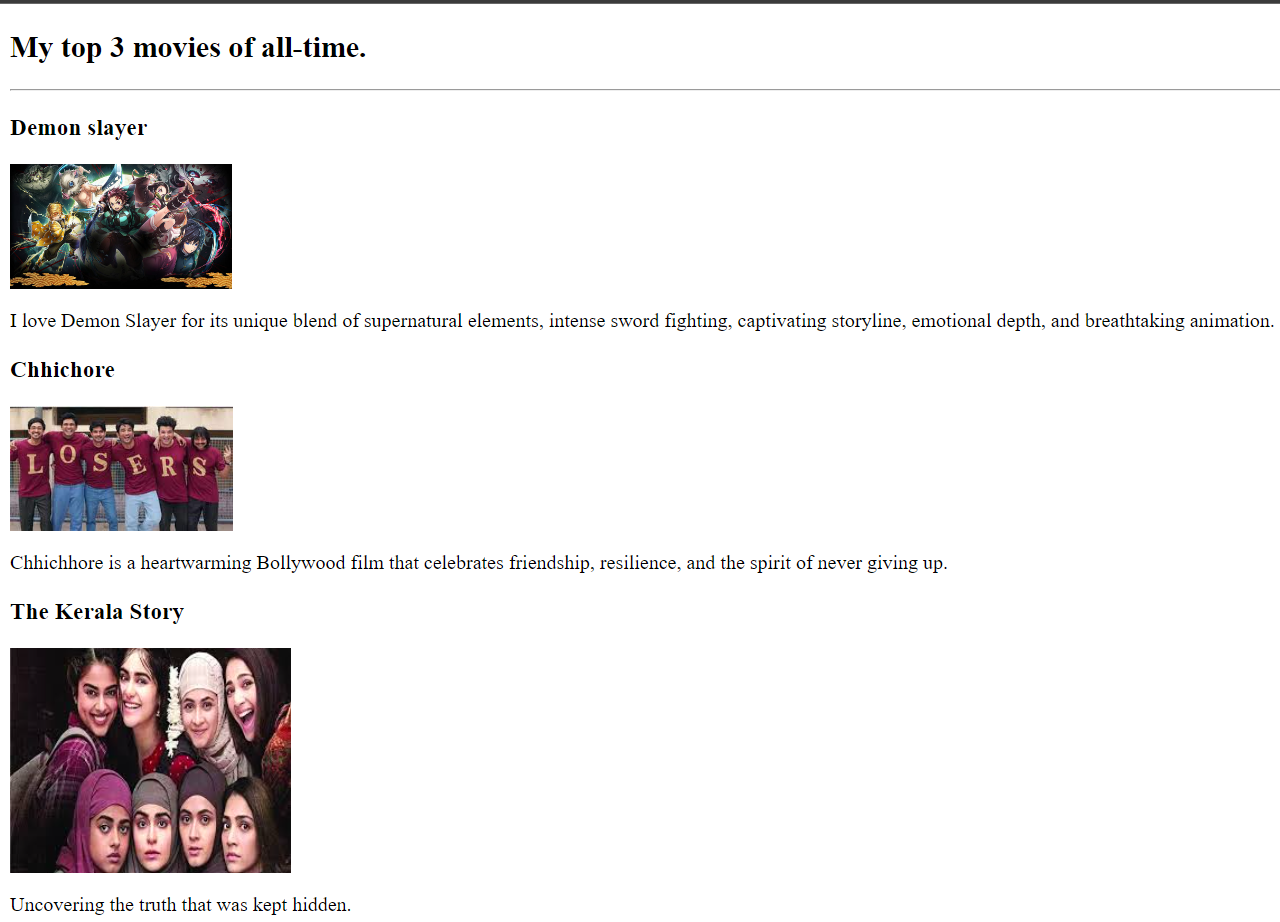 My top 3 movies of all-time.
Demon slayer
I love Demon Slayer for its unique blend of supernatural elements, intense sword fighting, captivating storyline, emotional depth, and breathtaking animation.
Chhichore
LOSERS
Chhichhore is a heartwarming Bollywood film that celebrates friendship, resilience, and the spirit of never giving up.
The Kerala Story
Uncovering the truth that was kept hidden.